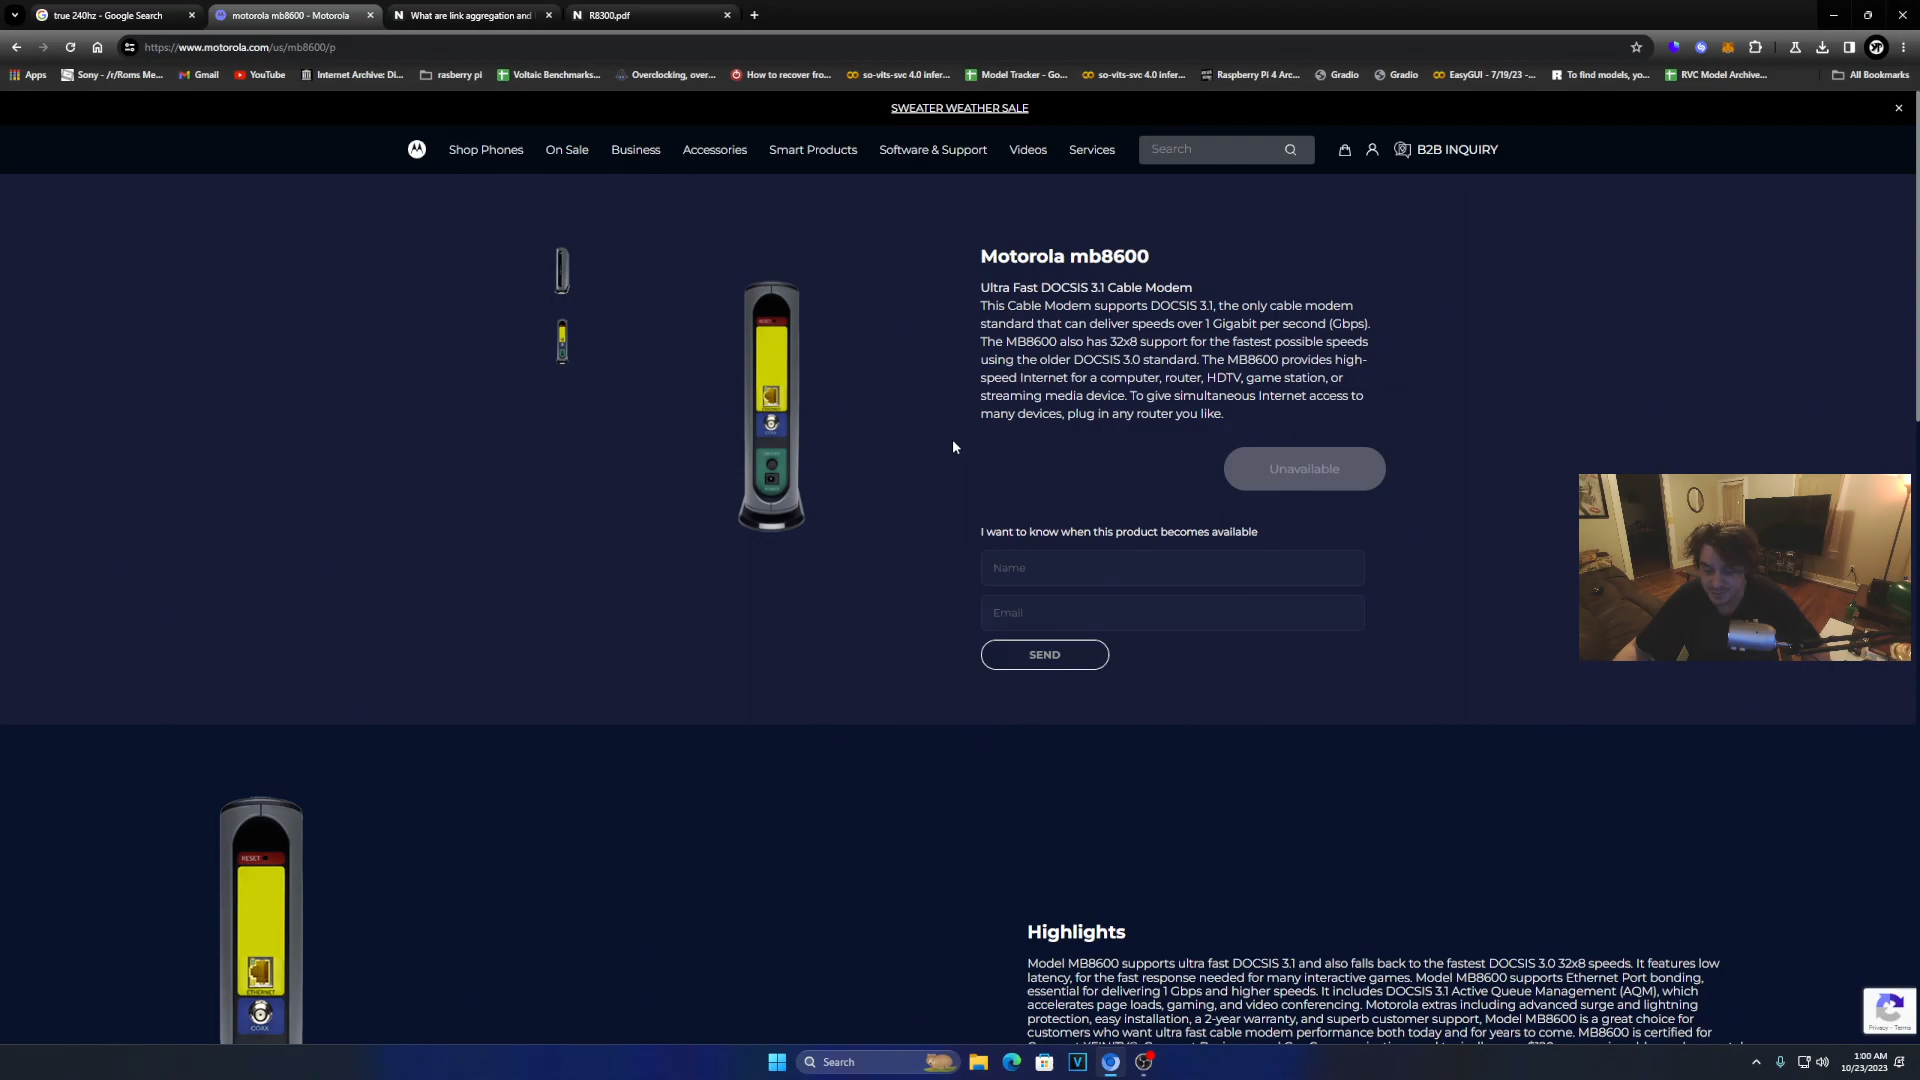 true 240hz - Google Search
motorola mb8600 - Motorola
What are link aggregation and
R8300.pdf
https://www.motorola.com/us/mb8600/p
Apps
Sony - /r/Roms Me...
Gmail
YouTube
Internet Archive: Di...
rasberry pi
Voltaic Benchmarks...
Overclocking, over...
How to recover fro...
so-vits-svc 4.0 infer...
Model Tracker - Go...
so-vits-svc 4.0 infer...
Raspberry Pi 4 Arc...
Gradio
Gradio
EasyGUI - 7/19/23 -...
To find models, yo...
RVC Model Archive...
All Bookmarks
SWEATER WEATHER SALE
Shop Phones
On Sale
Business
Accessories
Smart Products
Software & Support
Videos
Services
Search
B2B INQUIRY
Motorola mb8600
Ultra Fast DOCSIS 3.1 Cable Modem
This Cable Modem supports DOCSIS 3.1, the only cable modem
standard that can deliver speeds over 1 Gigabit per second (Gbps).
The MB8600 also has 32x8 support for the fastest possible speeds
using the older DOCSIS 3.0 standard. The MB8600 provides high-
speed Internet for a computer, router, HDTV, game station, or
streaming media device. To give simultaneous Internet access to
many devices, plug in any router you like.
Unavailable
I want to know when this product becomes available
Name
Email
SEND
RESET
ETHERNET
COAX
Highlights
Model MB8600 supports ultra fast DOCSIS 3.1 and also falls back to the fastest DOCSIS 3.0 32x8 speeds. It features low
latency, for the fast response needed for many interactive games. Model MB8600 supports Ethernet Port bonding,
essential for delivering 1 Gbps and higher speeds. It includes DOCSIS 3.1 Active Queue Management (AQM), which
accelerates page loads, gaming, and video conferencing. Motorola extras including advanced surge and lightning
protection, easy installation, a 2-year warranty, and superb customer support, Model MB8600 is a great choice for
customers who want ultra fast cable modem performance both today and for years to come. MB8600 is certified for
Privacy - Terms
Search
1:00 AM
10/23/2023